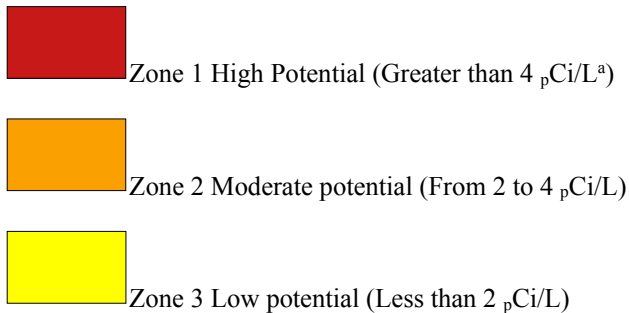 Zone 1 High Potential (Greater than 4 pCi/Lª)
Zone 2 Moderate potential (From 2 to 4 pCi/L)
Zone 3 Low potential (Less than 2 pCi/L)